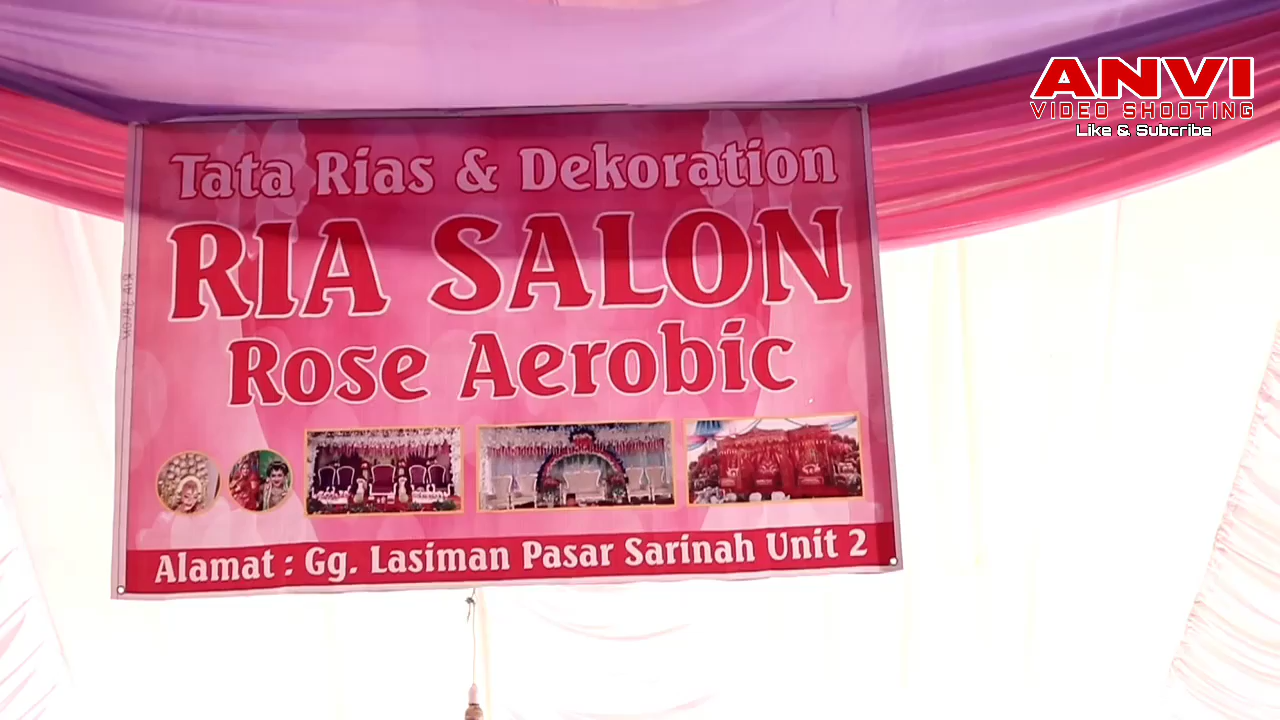 ANVI
VIDEO SHOOTING
Like & Subcribe
Tata Rias & Dekoration
RIA SALON
Rose Aerobic
Alamat : Gg. Lasiman Pasar Sarinah Unit 2